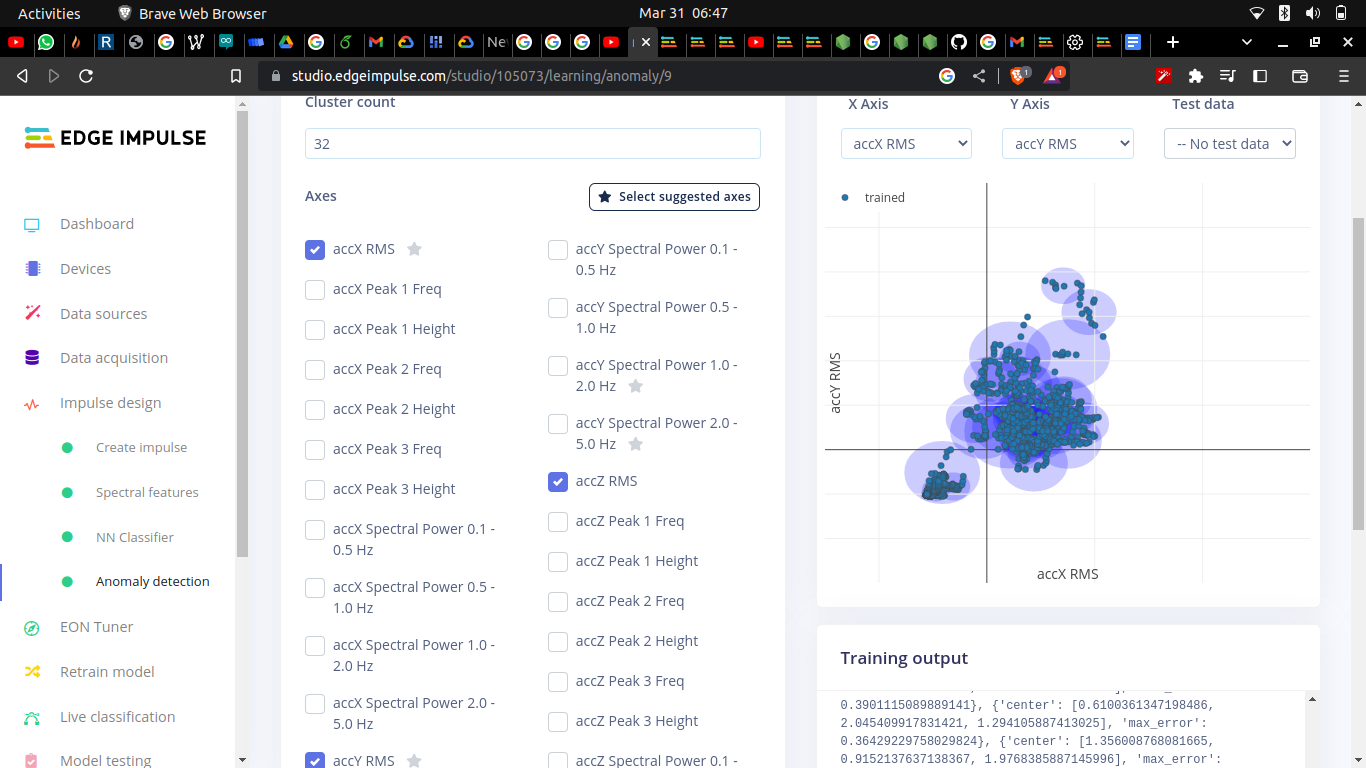 Activities
Brave Web Browser
Mar 31 06:47
Ne
studio.edgeimpulse.com/studio/105073/learning/anomaly/9
1
1
EDGE IMPULSE
Dashboard
Devices
Data sources
Data acquisition
Impulse design
Create impulse
Spectral features
NN Classifier
Anomaly detection
EON Tuner
Retrain model
Live classification
Model testing
Cluster count
32
Axes
Select suggested axes
accX RMS
accX Peak 1 Freq
accX Peak 1 Height
accX Peak 2 Freq
accX Peak 2 Height
accX Peak 3 Freq
accX Peak 3 Height
accX Spectral Power 0.1 -
0.5 Hz
accX Spectral Power 0.5 -
1.0 Hz
accX Spectral Power 1.0 -
2.0 Hz
accX Spectral Power 2.0 -
5.0 Hz
accY RMS
accY Spectral Power 0.1 -
0.5 Hz
accY Spectral Power 0.5 -
1.0 Hz
accY Spectral Power 1.0 -
2.0 Hz
accY Spectral Power 2.0 -
5.0 Hz
accZ RMS
accZ Peak 1 Freq
accZ Peak 1 Height
accZ Peak 2 Freq
accZ Peak 2 Height
accZ Peak 3 Freq
accZ Peak 3 Height
accZ Spectral Power 0.1 -
X Axis
Y Axis
Test data
accX RMS
accY RMS
-- No test data
trained
accY RMS
accX RMS
Training output
0.3901115089889141}, {'center': [0.6100361347198486,
2.045409917831421, 1.294105887413025], 'max_error':
0.36429229758029824}, {'center': [1.356008768081665,
0.9152137637138367, 1.9768385887145996], 'max_error':